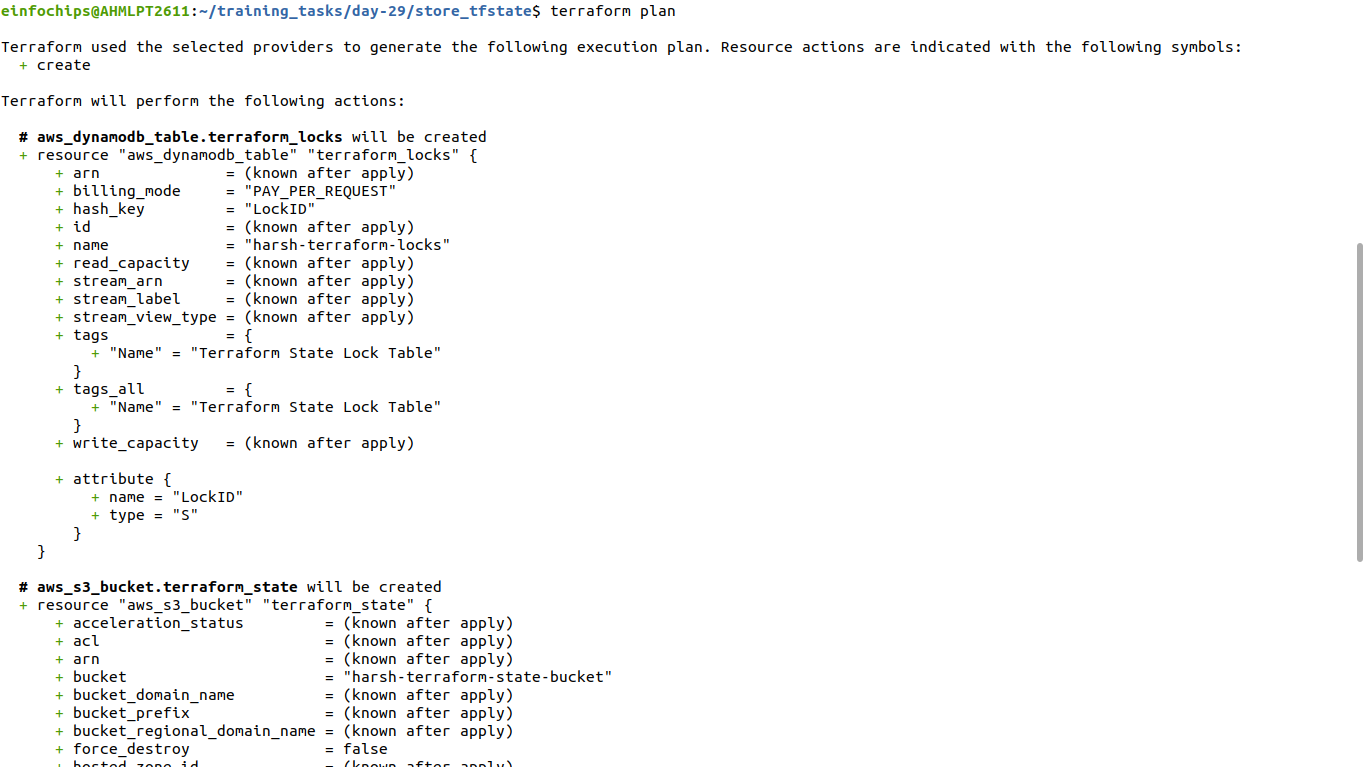 einfochips@AHMLPT2611:~/training_tasks/day-29/store_tfstate$ terraform plan

Terraform used the selected providers to generate the following execution plan. Resource actions are indicated with the following symbols:
  + create

Terraform will perform the following actions:

  # aws_dynamodb_table.terraform_locks will be created
  + resource "aws_dynamodb_table" "terraform_locks" {
      + arn              = (known after apply)
      + billing_mode     = "PAY_PER_REQUEST"
      + hash_key         = "LockID"
      + id               = (known after apply)
      + name             = "harsh-terraform-locks"
      + read_capacity    = (known after apply)
      + stream_arn       = (known after apply)
      + stream_label     = (known after apply)
      + stream_view_type = (known after apply)
      + tags             = {
          + "Name" = "Terraform State Lock Table"
        }
      + tags_all         = {
          + "Name" = "Terraform State Lock Table"
        }
      + write_capacity   = (known after apply)

      + attribute {
          + name = "LockID"
          + type = "S"
        }
    }

  # aws_s3_bucket.terraform_state will be created
  + resource "aws_s3_bucket" "terraform_state" {
      + acceleration_status         = (known after apply)
      + acl                         = (known after apply)
      + arn                         = (known after apply)
      + bucket                      = "harsh-terraform-state-bucket"
      + bucket_domain_name          = (known after apply)
      + bucket_prefix               = (known after apply)
      + bucket_regional_domain_name = (known after apply)
      + force_destroy               = false
      + hosted_zone_id              = (known after apply)